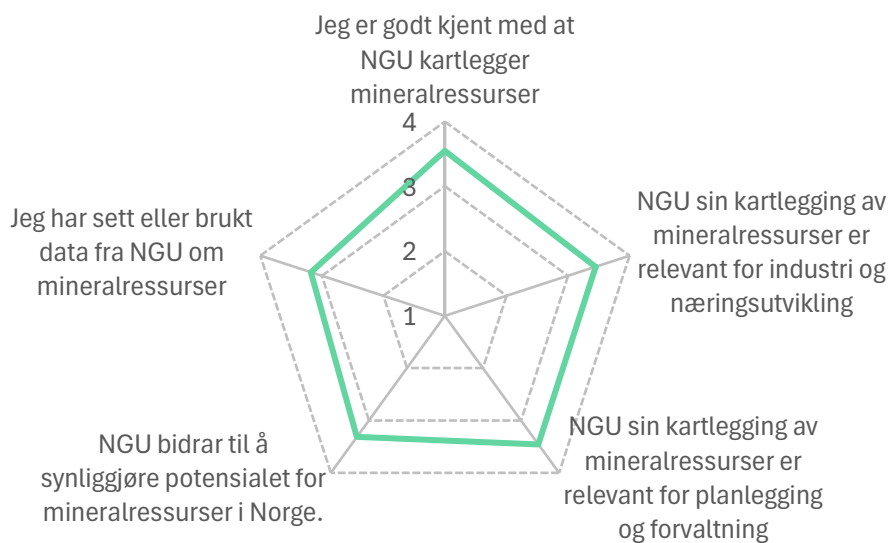 Jeg er godt kjent med at
NGU kartlegger
mineralressurser
4
3
2
1
NGU sin kartlegging av
mineralressurser er
relevant for industri og
næringsutvikling
NGU sin kartlegging av
mineralressurser er
relevant for planlegging
og forvaltning
NGU bidrar til å
synliggjøre potensialet for
mineralressurser i Norge.
Jeg har sett eller brukt
data fra NGU om
mineralressurser